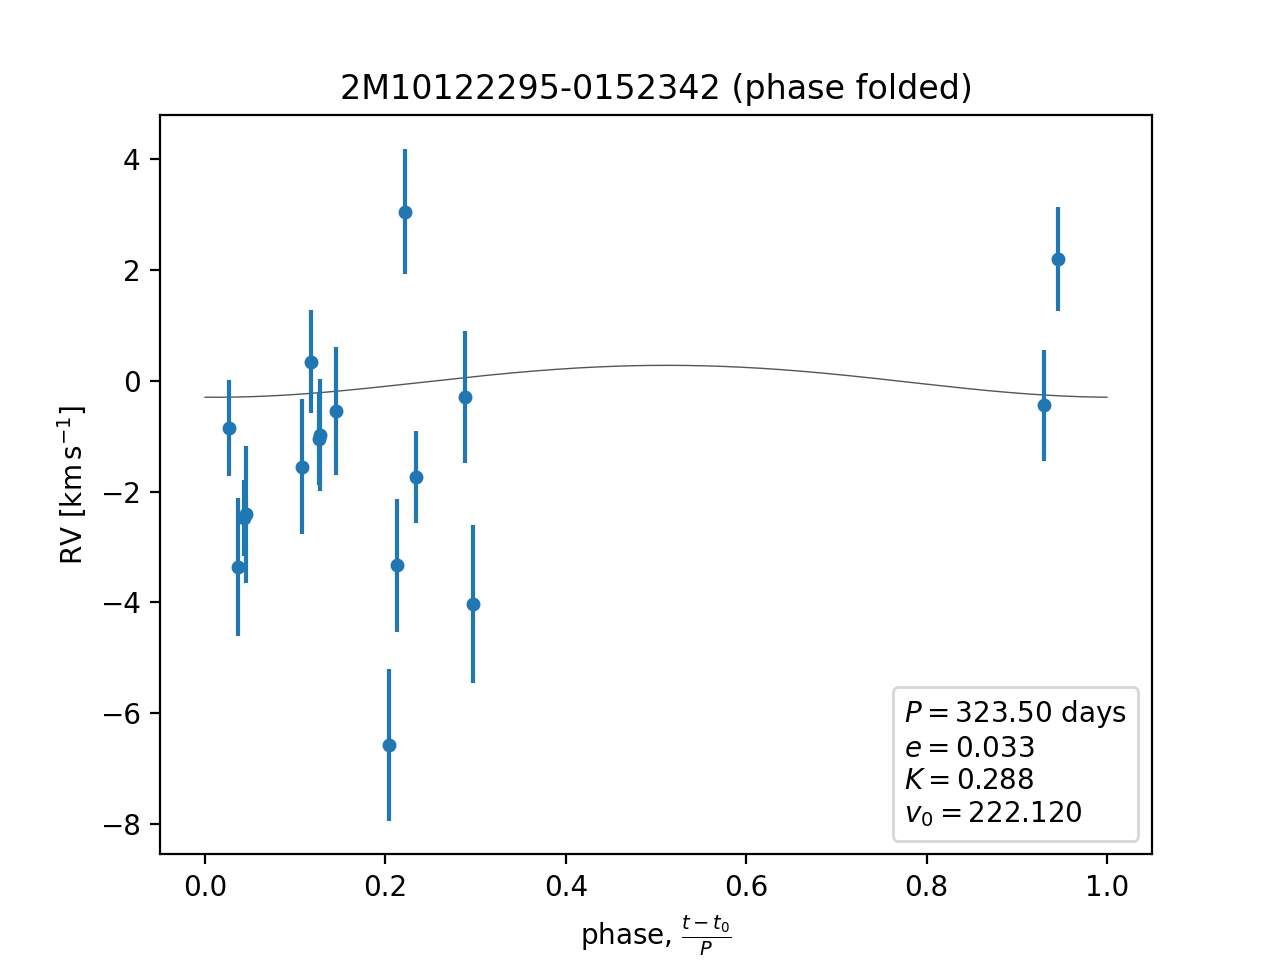 2M10122295-0152342 (phase folded)
4
2
0
−2
−4
−6
−8
RV [km s⁻¹]
P = 323.50 days
e = 0.033
K = 0.288
v₀ = 222.120
0.0 0.2 0.4 0.6 0.8 1.0
phase, (t − t₀)/P